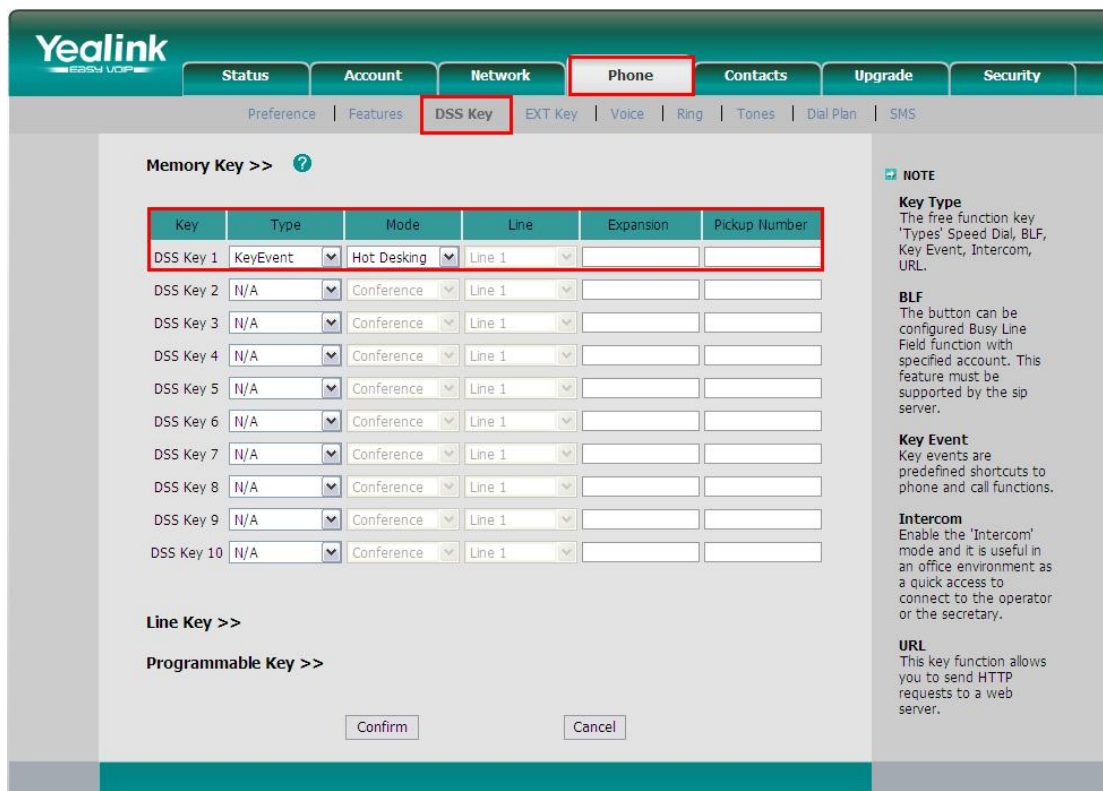 Yealink
EASY VOIP
Status Account Network Phone Contacts Upgrade Security
Preference | Features DSS Key EXT Key | Voice | Ring | Tones | Dial Plan | SMS
Memory Key >> ?
Key Type Mode Line Expansion Pickup Number
DSS Key 1 KeyEvent Hot Desking Line 1
DSS Key 2 N/A Conference Line 1
DSS Key 3 N/A Conference Line 1
DSS Key 4 N/A Conference Line 1
DSS Key 5 N/A Conference Line 1
DSS Key 6 N/A Conference Line 1
DSS Key 7 N/A Conference Line 1
DSS Key 8 N/A Conference Line 1
DSS Key 9 N/A Conference Line 1
DSS Key 10 N/A Conference Line 1
Line Key >>
Programmable Key >>
Confirm Cancel
NOTE
Key Type
The free function key
'Types' Speed Dial, BLF,
Key Event, Intercom,
URL.
BLF
The button can be
configured Busy Line
Field function with
specified account. This
feature must be
supported by the sip
server.
Key Event
Key events are
predefined shortcuts to
phone and call functions.
Intercom
Enable the 'Intercom'
mode and it is useful in
an office environment as
a quick access to
connect to the operator
or the secretary.
URL
This key function allows
you to send HTTP
requests to a web
server.